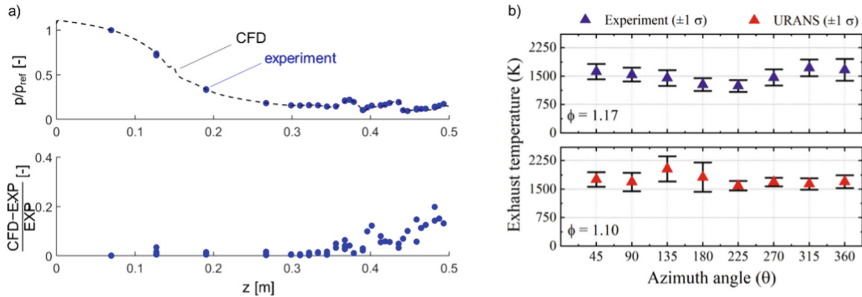 a)
p/p_ref [-]
1
0.5
0
CFD
experiment
0 0.1 0.2 0.3 0.4 0.5
CFD−EXP
EXP
[-]
0.4
0.2
0
0 0.1 0.2 0.3 0.4 0.5
z [m]
b)
Experiment (±1 σ) URANS (±1 σ)
Exhaust temperature (K)
2250
1500
750
ϕ = 1.17
2250
1500
750
ϕ = 1.10
45 90 135 180 225 270 315 360
Azimuth angle (θ)